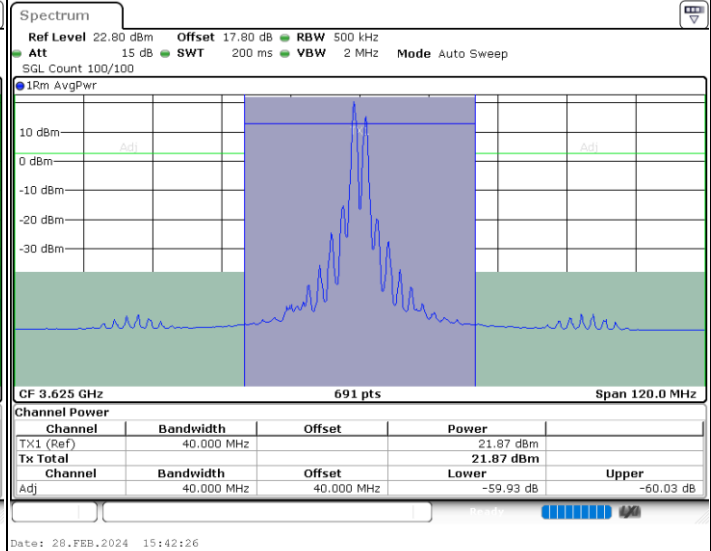 Spectrum
Ref Level 22.80 dBm Offset 17.80 dB RBW 500 kHz
Att 15 dB SWT 200 ms VBW 2 MHz Mode Auto Sweep
SGL Count 100/100
1Rm AvgPwr
10 dBm
Adj Adj
0 dBm
-10 dBm
-20 dBm
-30 dBm
CF 3.625 GHz 691 pts Span 120.0 MHz
Channel Power
Channel Bandwidth Offset Power
TX1 (Ref) 40.000 MHz 21.87 dBm
Tx Total 21.87 dBm
Channel Bandwidth Offset Lower Upper
Adj 40.000 MHz 40.000 MHz -59.93 dB -60.03 dB
Ready
Date: 28.FEB.2024 15:42:26